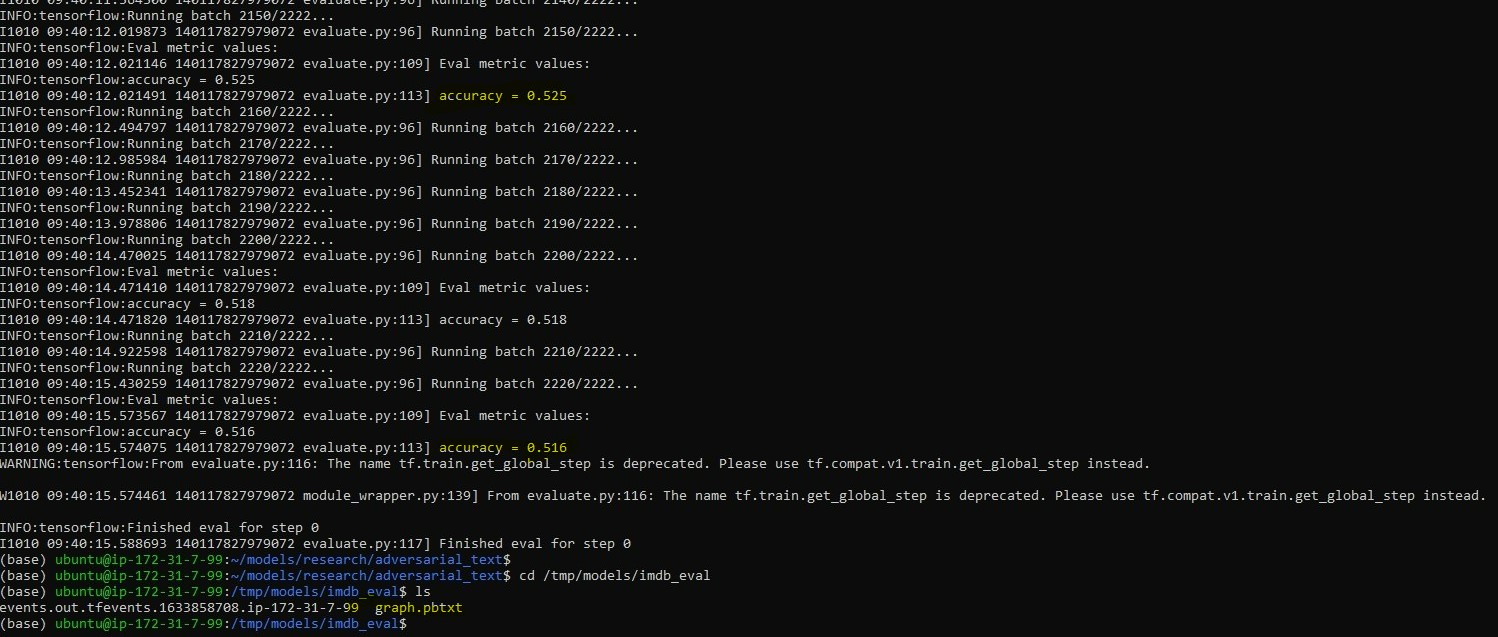 I1010 09:40:11.564500 140117827979072 evaluate.py:96] Running batch 2140/2222...
INFO:tensorflow:Running batch 2150/2222...
I1010 09:40:12.019873 140117827979072 evaluate.py:96] Running batch 2150/2222...
INFO:tensorflow:Eval metric values:
I1010 09:40:12.021146 140117827979072 evaluate.py:109] Eval metric values:
INFO:tensorflow:accuracy = 0.525
I1010 09:40:12.021491 140117827979072 evaluate.py:113] accuracy = 0.525
INFO:tensorflow:Running batch 2160/2222...
I1010 09:40:12.494797 140117827979072 evaluate.py:96] Running batch 2160/2222...
INFO:tensorflow:Running batch 2170/2222...
I1010 09:40:12.985984 140117827979072 evaluate.py:96] Running batch 2170/2222...
INFO:tensorflow:Running batch 2180/2222...
I1010 09:40:13.452341 140117827979072 evaluate.py:96] Running batch 2180/2222...
INFO:tensorflow:Running batch 2190/2222...
I1010 09:40:13.978806 140117827979072 evaluate.py:96] Running batch 2190/2222...
INFO:tensorflow:Running batch 2200/2222...
I1010 09:40:14.470025 140117827979072 evaluate.py:96] Running batch 2200/2222...
INFO:tensorflow:Eval metric values:
I1010 09:40:14.471410 140117827979072 evaluate.py:109] Eval metric values:
INFO:tensorflow:accuracy = 0.518
I1010 09:40:14.471820 140117827979072 evaluate.py:113] accuracy = 0.518
INFO:tensorflow:Running batch 2210/2222...
I1010 09:40:14.922598 140117827979072 evaluate.py:96] Running batch 2210/2222...
INFO:tensorflow:Running batch 2220/2222...
I1010 09:40:15.430259 140117827979072 evaluate.py:96] Running batch 2220/2222...
INFO:tensorflow:Eval metric values:
I1010 09:40:15.573567 140117827979072 evaluate.py:109] Eval metric values:
INFO:tensorflow:accuracy = 0.516
I1010 09:40:15.574075 140117827979072 evaluate.py:113] accuracy = 0.516
WARNING:tensorflow:From evaluate.py:116: The name tf.train.get_global_step is deprecated. Please use tf.compat.v1.train.get_global_step instead.
W1010 09:40:15.574461 140117827979072 module_wrapper.py:139] From evaluate.py:116: The name tf.train.get_global_step is deprecated. Please use tf.compat.v1.train.get_global_step instead.
INFO:tensorflow:Finished eval for step 0
I1010 09:40:15.588693 140117827979072 evaluate.py:117] Finished eval for step 0
(base) ubuntu@ip-172-31-7-99:~/models/research/adversarial_text$
(base) ubuntu@ip-172-31-7-99:~/models/research/adversarial_text$ cd /tmp/models/imdb_eval
(base) ubuntu@ip-172-31-7-99:/tmp/models/imdb_eval$ ls
events.out.tfevents.1633858708.ip-172-31-7-99  graph.pbtxt
(base) ubuntu@ip-172-31-7-99:/tmp/models/imdb_eval$